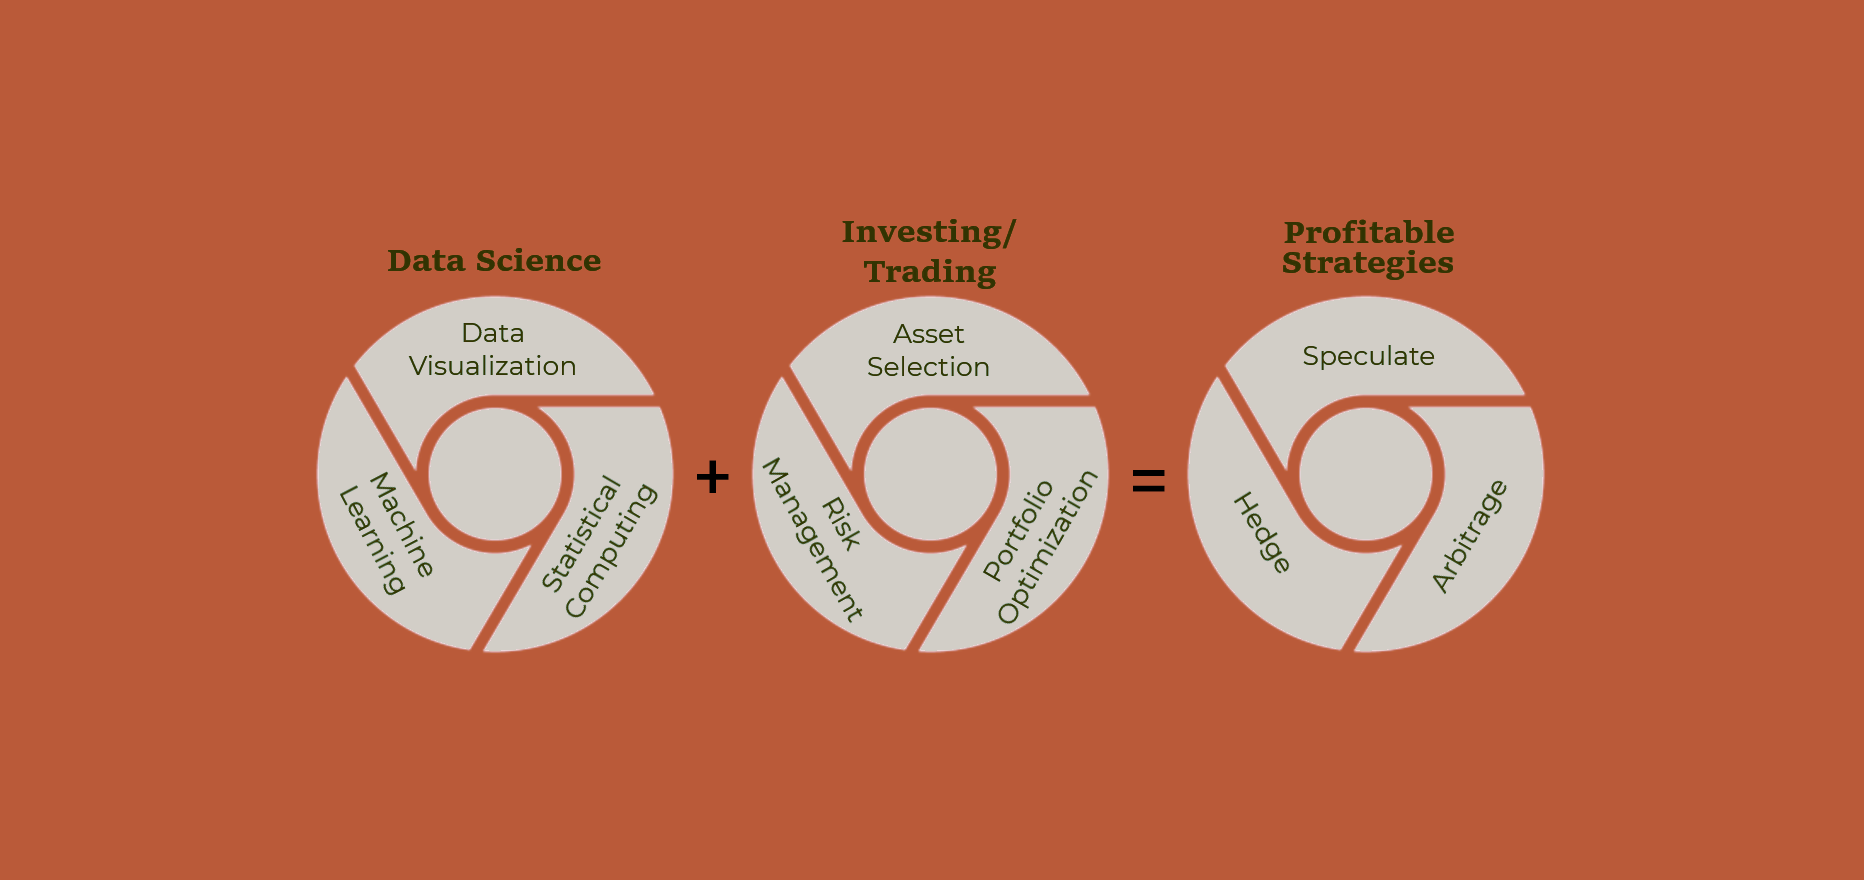 Data Science
Data
Visualization
Machine
Learning
Statistical
Computing
+
Investing/
Trading
Asset
Selection
Risk
Management
Portfolio
Optimization
=
Profitable
Strategies
Speculate
Hedge
Arbitrage